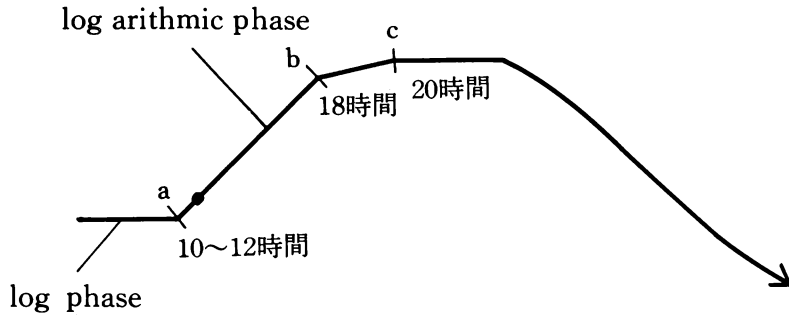 log arithmic phase
c
b
18時間
20時間
a
10〜12時間
log phase